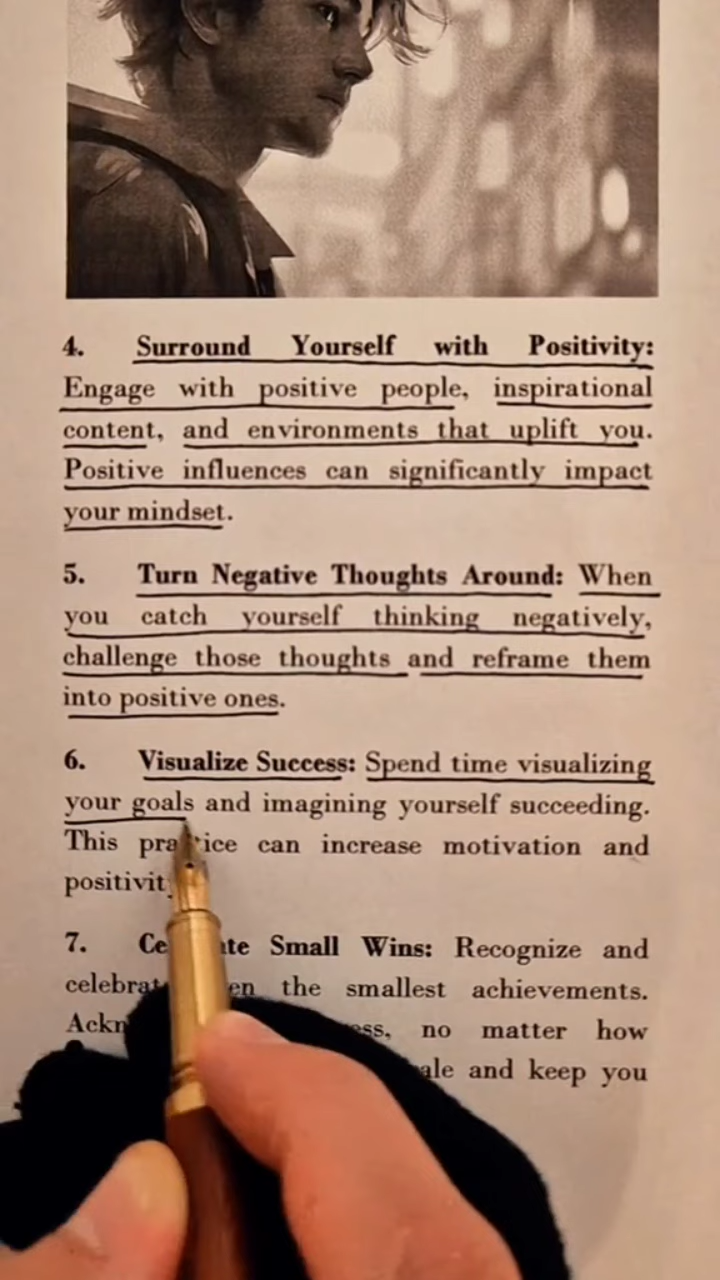 4. Surround Yourself with Positivity:
Engage with positive people, inspirational
content, and environments that uplift you.
Positive influences can significantly impact
your mindset.
5. Turn Negative Thoughts Around: When
you catch yourself thinking negatively,
challenge those thoughts and reframe them
into positive ones.
6. Visualize Success: Spend time visualizing
your goals and imagining yourself succeeding.
This practice can increase motivation and
positivity
7. Celebrate Small Wins: Recognize and
celebrate even the smallest achievements.
no matter how
and keep you